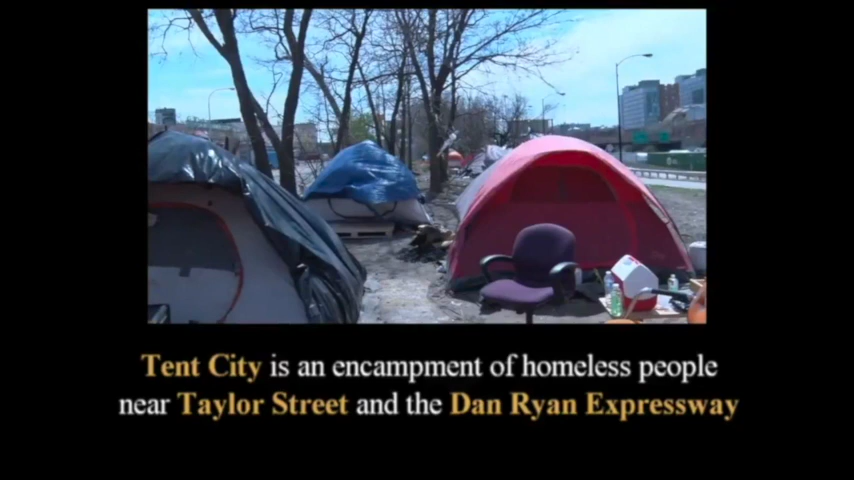 Tent City is an encampment of homeless people
near Taylor Street and the Dan Ryan Expressway